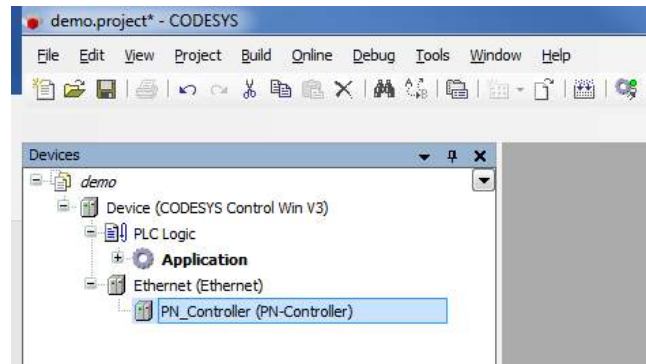 demo.project* - CODESYS
File Edit View Project Build Online Debug Tools Window Help
Devices
demo
Device (CODESYS Control Win V3)
PLC Logic
Application
Ethernet (Ethernet)
PN_Controller (PN-Controller)